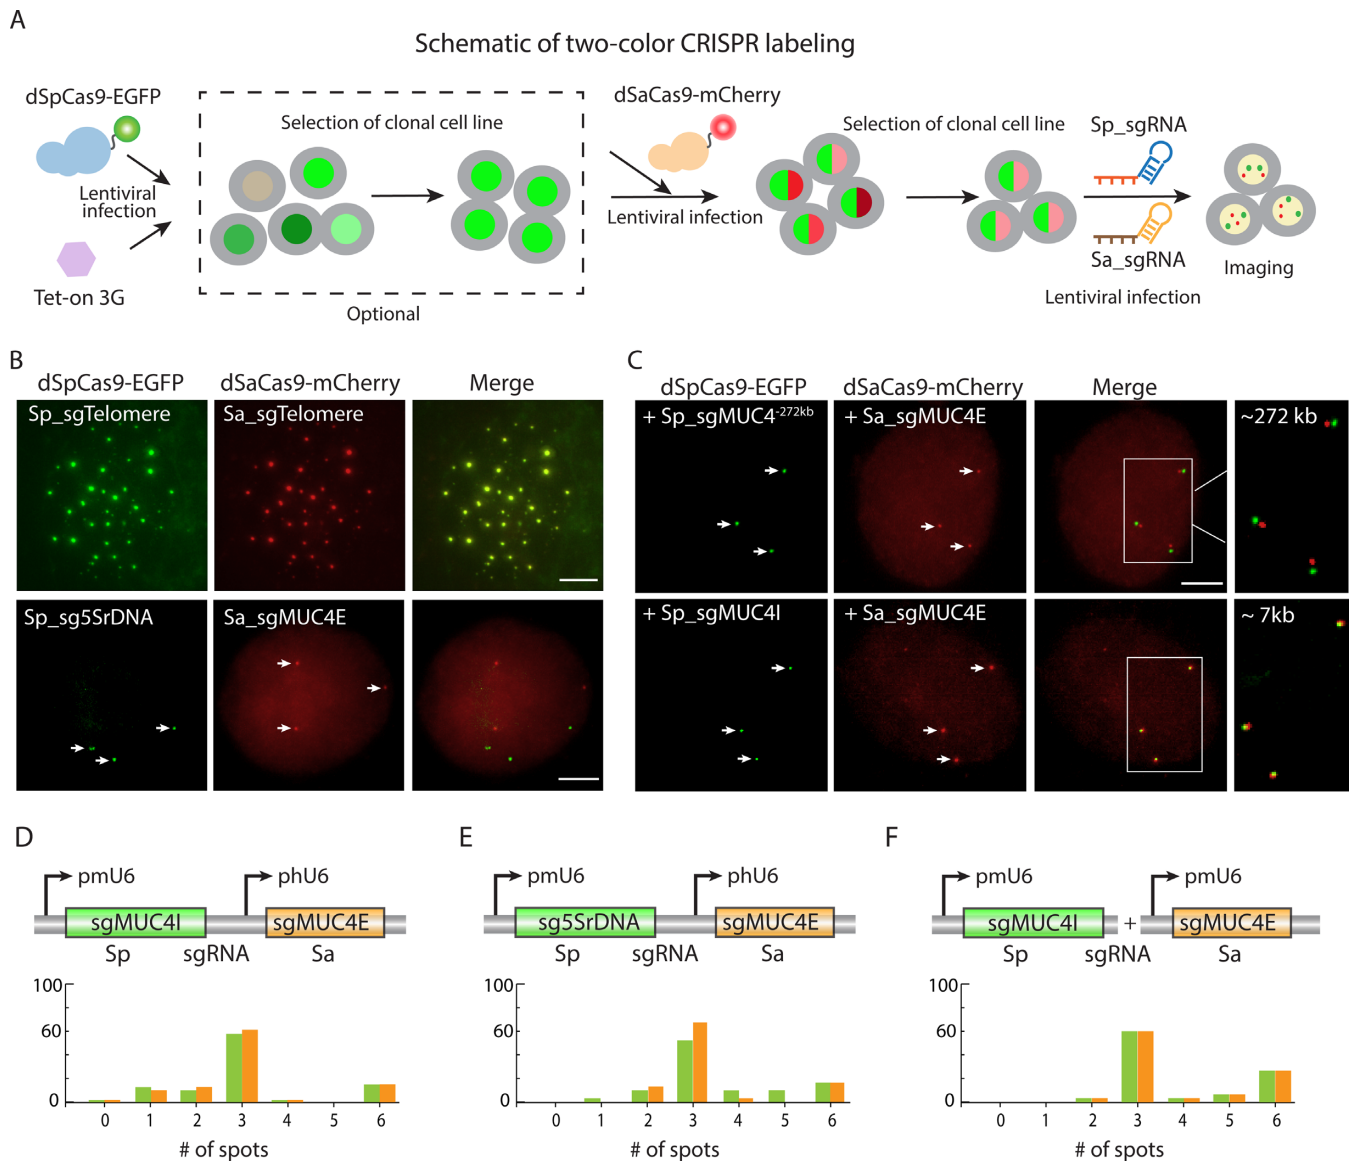 A
Schematic of two-color CRISPR labeling
dSpCas9-EGFP
Lentiviral
infection
Tet-on 3G
Selection of clonal cell line
Optional
dSaCas9-mCherry
Lentiviral infection
Selection of clonal cell line
Sp_sgRNA
Sa_sgRNA
Lentiviral infection
Imaging
B
dSpCas9-EGFP dSaCas9-mCherry Merge
Sp_sgTelomere Sa_sgTelomere
Sp_sg5SrDNA Sa_sgMUC4E
C
dSpCas9-EGFP dSaCas9-mCherry Merge
+ Sp_sgMUC4-272kb + Sa_sgMUC4E ~272 kb
+ Sp_sgMUC4I + Sa_sgMUC4E ~ 7kb
D
pmU6 phU6
sgMUC4I sgMUC4E
Sp sgRNA Sa
100
60
0
0 1 2 3 4 5 6
# of spots
E
pmU6 phU6
sg5SrDNA sgMUC4E
Sp sgRNA Sa
100
60
0
0 1 2 3 4 5 6
# of spots
F
pmU6 pmU6
sgMUC4I + sgMUC4E
Sp sgRNA Sa
100
60
0
0 1 2 3 4 5 6
# of spots